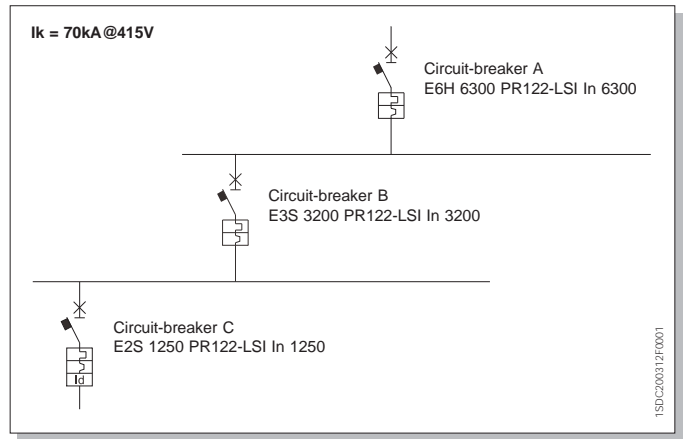 Ik = 70kA@415V
Circuit-breaker A
E6H 6300 PR122-LSI In 6300
Circuit-breaker B
E3S 3200 PR122-LSI In 3200
Circuit-breaker C
E2S 1250 PR122-LSI In 1250
Id
1SDC200312F0001